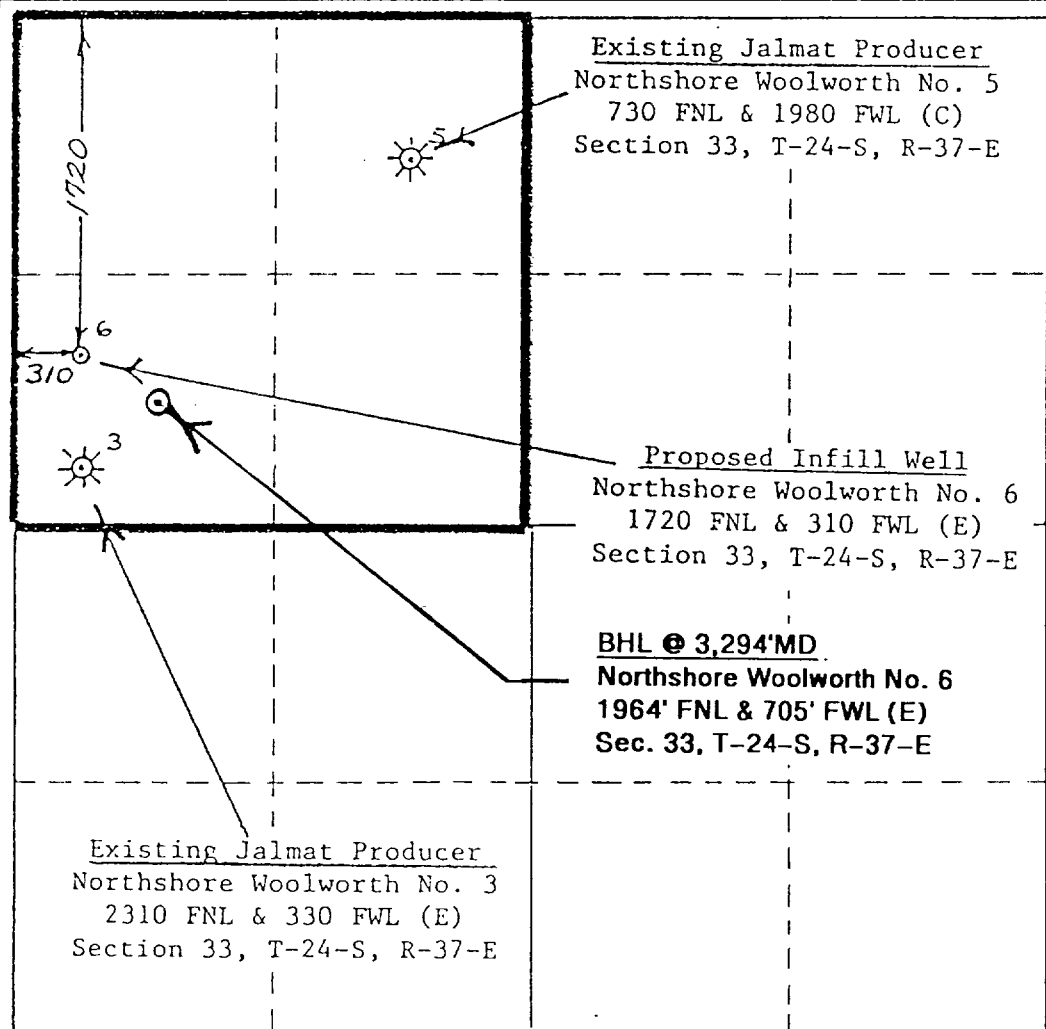 Existing Jalmat Producer
Northshore Woolworth No. 5
730 FNL & 1980 FWL (C)
Section 33, T-24-S, R-37-E
5
1720
6
310
3
Proposed Infill Well
Northshore Woolworth No. 6
1720 FNL & 310 FWL (E)
Section 33, T-24-S, R-37-E
BHL @ 3,294'MD
Northshore Woolworth No. 6
1964' FNL & 705' FWL (E)
Sec. 33, T-24-S, R-37-E
Existing Jalmat Producer
Northshore Woolworth No. 3
2310 FNL & 330 FWL (E)
Section 33, T-24-S, R-37-E